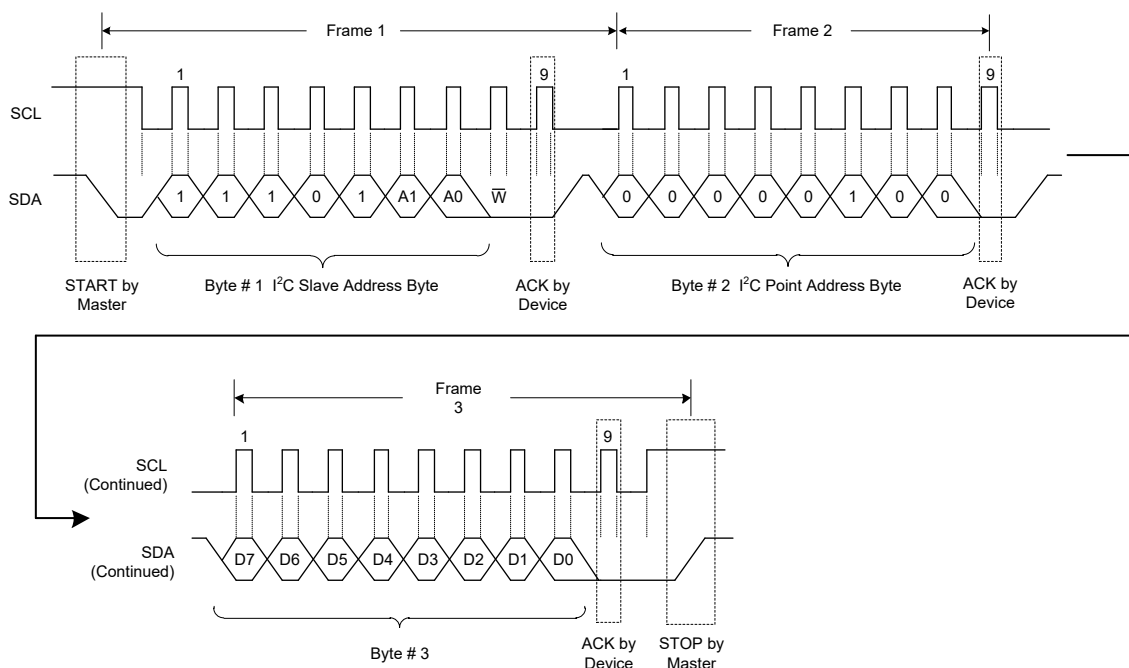 Frame 1 Frame 2
1 9 1 9
SCL
SDA 1 1 1 0 1 A1 A0 W̅ 0 0 0 0 0 1 0 0
START by
Master
Byte # 1 I²C Slave Address Byte
ACK by
Device
Byte # 2 I²C Point Address Byte
ACK by
Device
Frame
3
1 9
SCL
(Continued)
SDA
(Continued)
D7 D6 D5 D4 D3 D2 D1 D0
Byte # 3
ACK by
Device
STOP by
Master